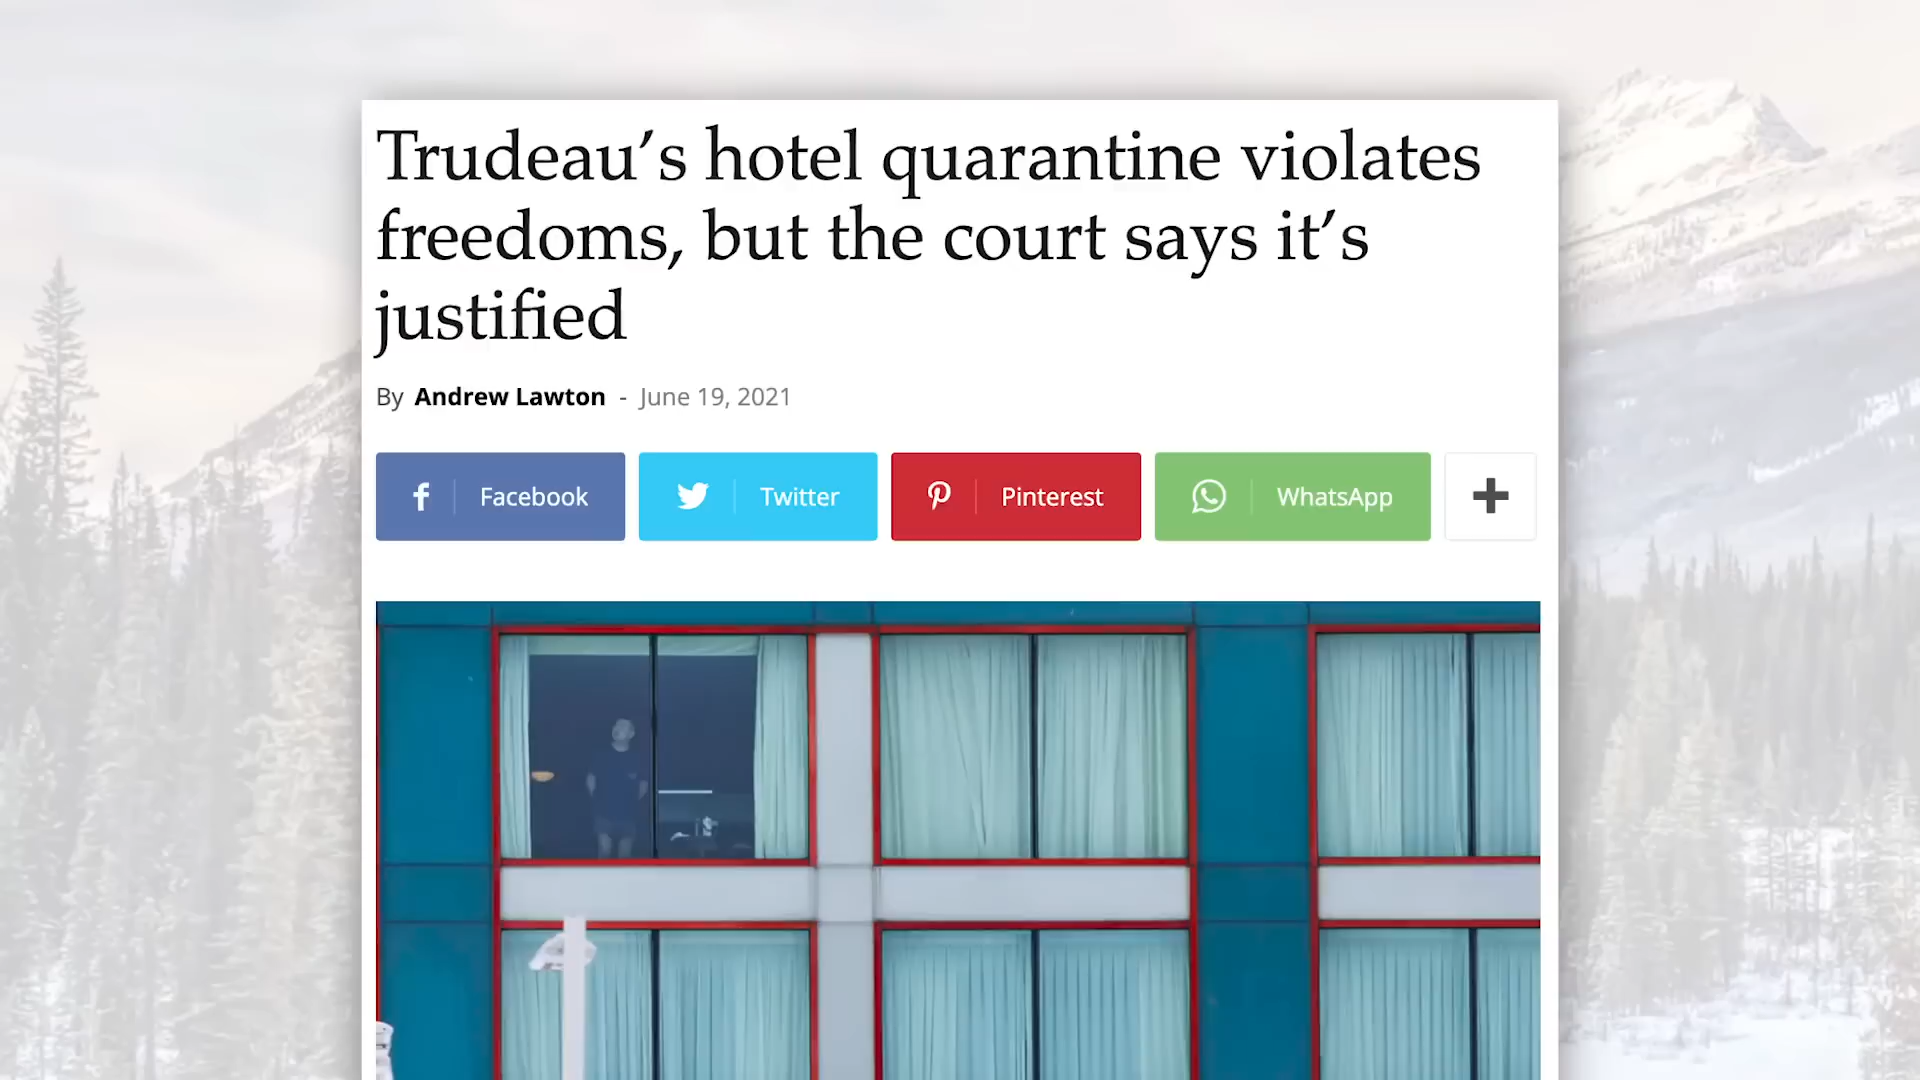 Trudeau’s hotel quarantine violates
freedoms, but the court says it’s
justified
By Andrew Lawton - June 19, 2021
Facebook Twitter Pinterest WhatsApp